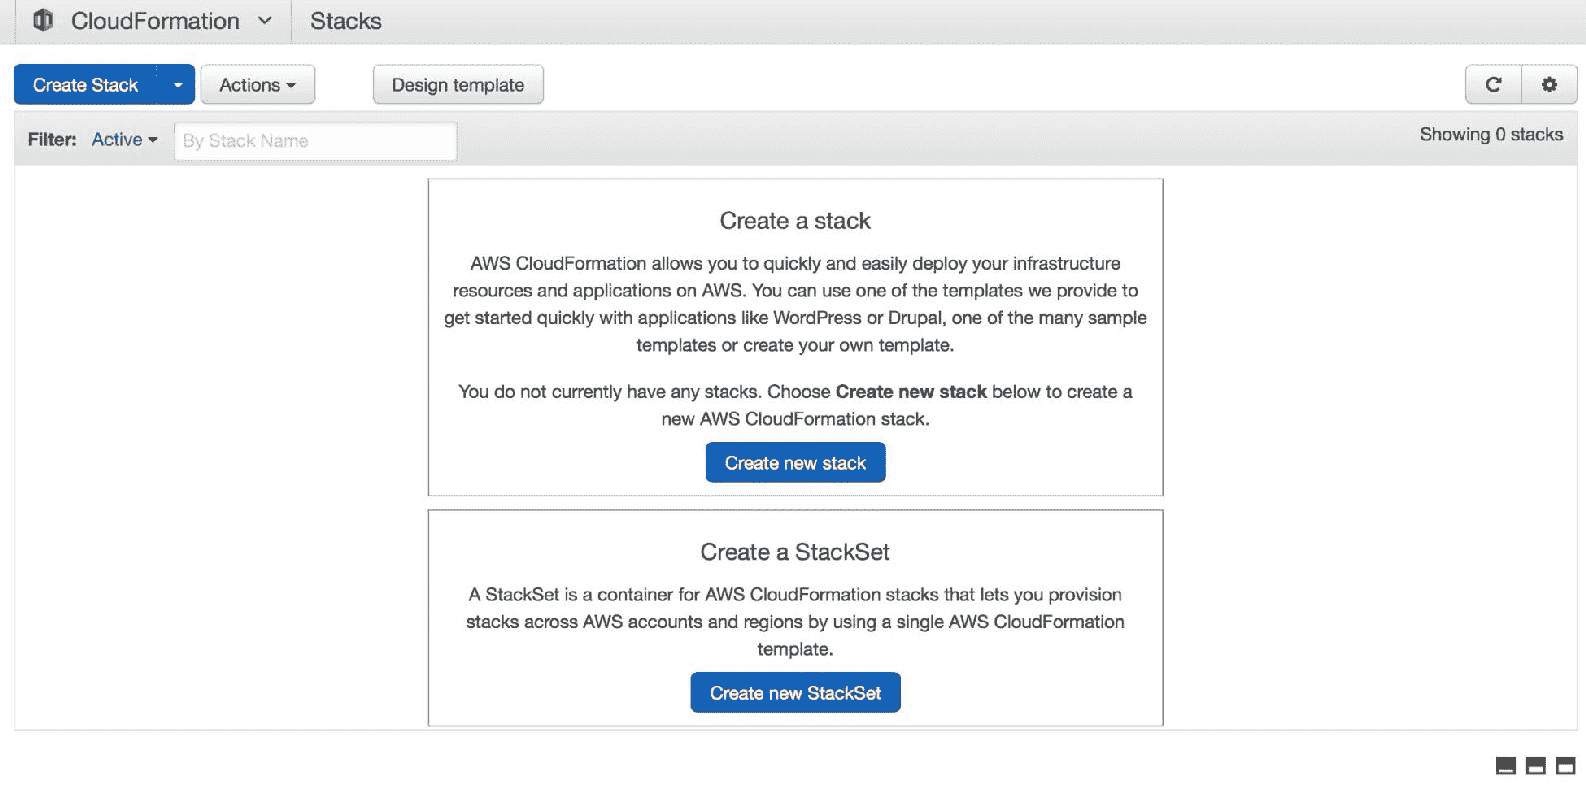 CloudFormation Stacks
Create Stack Actions Design template
Filter: Active By Stack Name Showing 0 stacks
Create a stack
AWS CloudFormation allows you to quickly and easily deploy your infrastructure
resources and applications on AWS. You can use one of the templates we provide to
get started quickly with applications like WordPress or Drupal, one of the many sample
templates or create your own template.
You do not currently have any stacks. Choose Create new stack below to create a
new AWS CloudFormation stack.
Create new stack
Create a StackSet
A StackSet is a container for AWS CloudFormation stacks that lets you provision
stacks across AWS accounts and regions by using a single AWS CloudFormation
template.
Create new StackSet